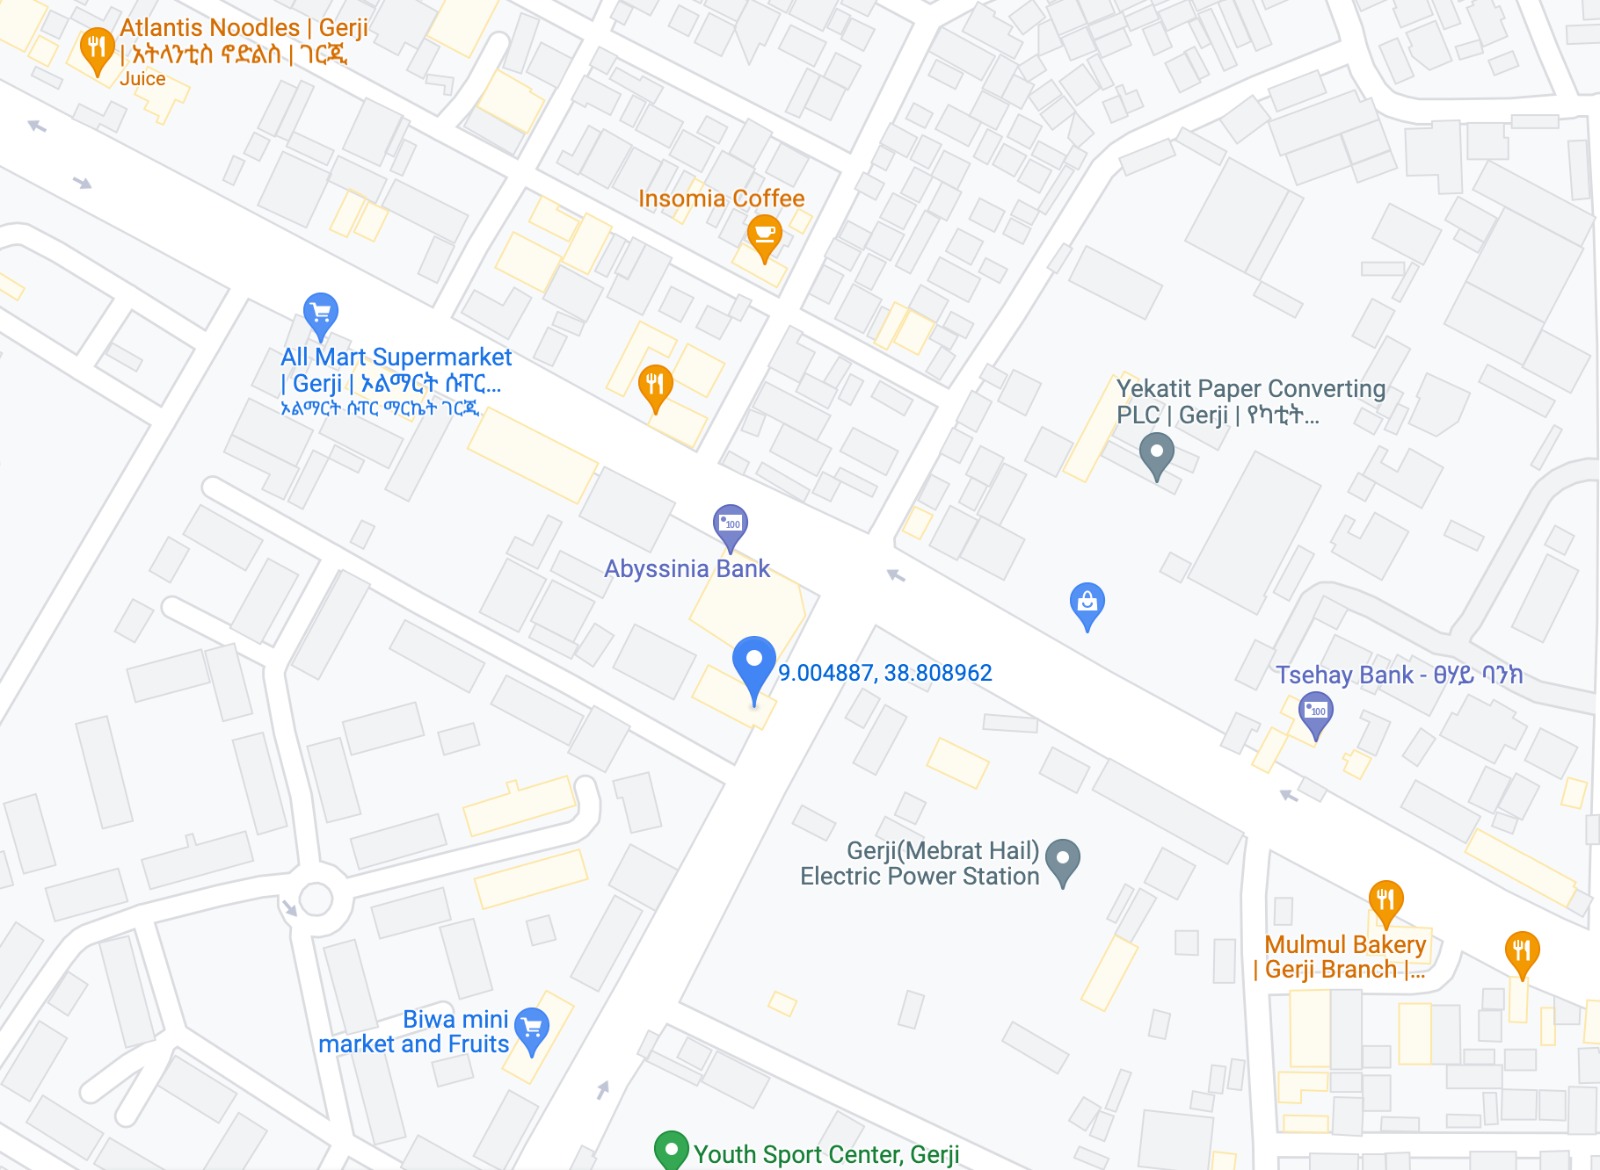 Atlantis Noodles | Gerji
| አትላንቲስ ኖድልስ | ገርጂ
Juice
Insomia Coffee
All Mart Supermarket
| Gerji | ኦልማርት ሱፐር...
ኦልማርት ሱፐር ማርኬት ገርጂ
Yekatit Paper Converting
PLC | Gerji | የካቲት...
100
Abyssinia Bank
9.004887, 38.808962
Tsehay Bank - ፀሃይ ባንክ
100
Gerji(Mebrat Hail)
Electric Power Station
Mulmul Bakery
| Gerji Branch |...
Biwa mini
market and Fruits
Youth Sport Center, Gerji